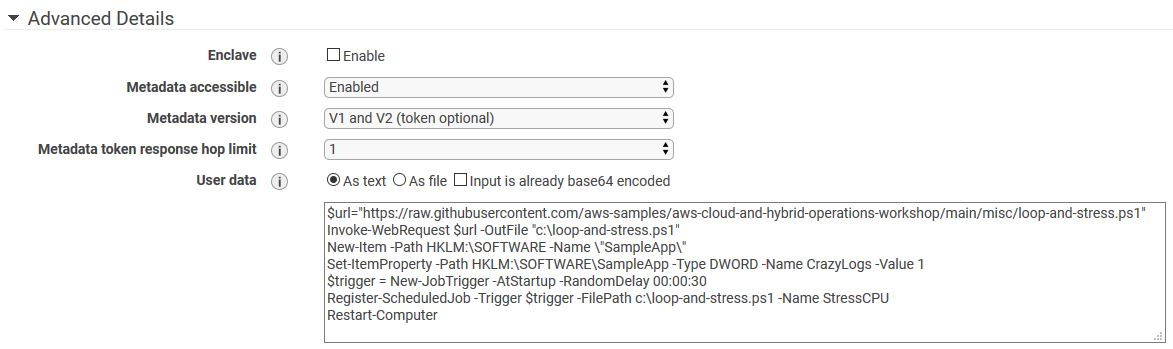 Advanced Details
Enclave i Enable
Metadata accessible i Enabled
Metadata version i V1 and V2 (token optional)
Metadata token response hop limit i 1
User data i As text As file Input is already base64 encoded
$url="https://raw.githubusercontent.com/aws-samples/aws-cloud-and-hybrid-operations-workshop/main/misc/loop-and-stress.ps1"
Invoke-WebRequest $url -OutFile "c:\loop-and-stress.ps1"
New-Item -Path HKLM:\SOFTWARE -Name \"SampleApp\"
Set-ItemProperty -Path HKLM:\SOFTWARE\SampleApp -Type DWORD -Name CrazyLogs -Value 1
$trigger = New-JobTrigger -AtStartup -RandomDelay 00:00:30
Register-ScheduledJob -Trigger $trigger -FilePath c:\loop-and-stress.ps1 -Name StressCPU
Restart-Computer